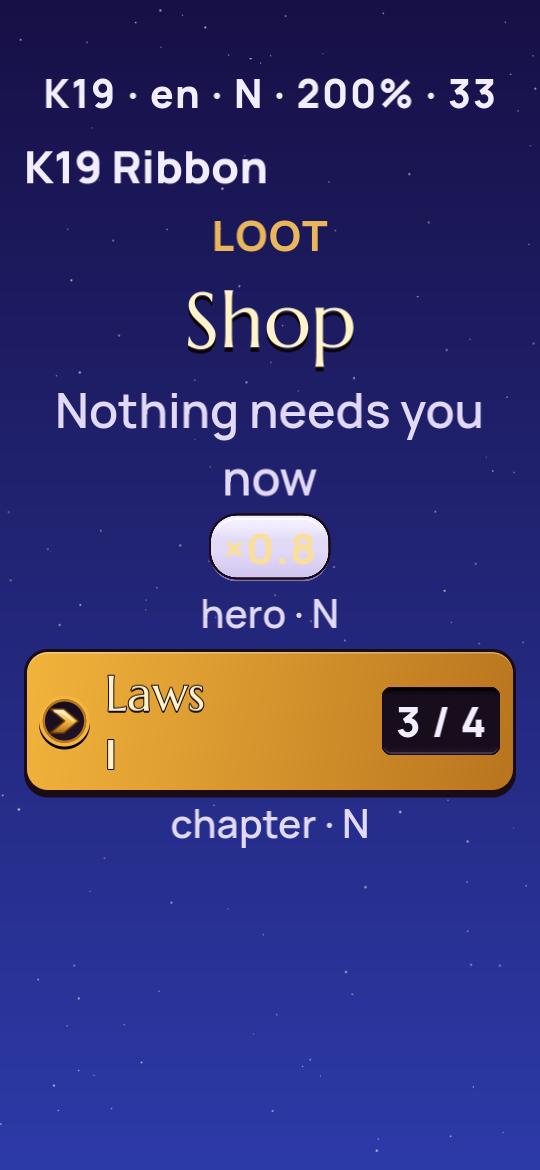 K19 · en · N · 200% · 33
K19 Ribbon
LOOT
Shop
Nothing needs you
now
×0.8
hero · N
Laws
I
3 / 4
chapter · N